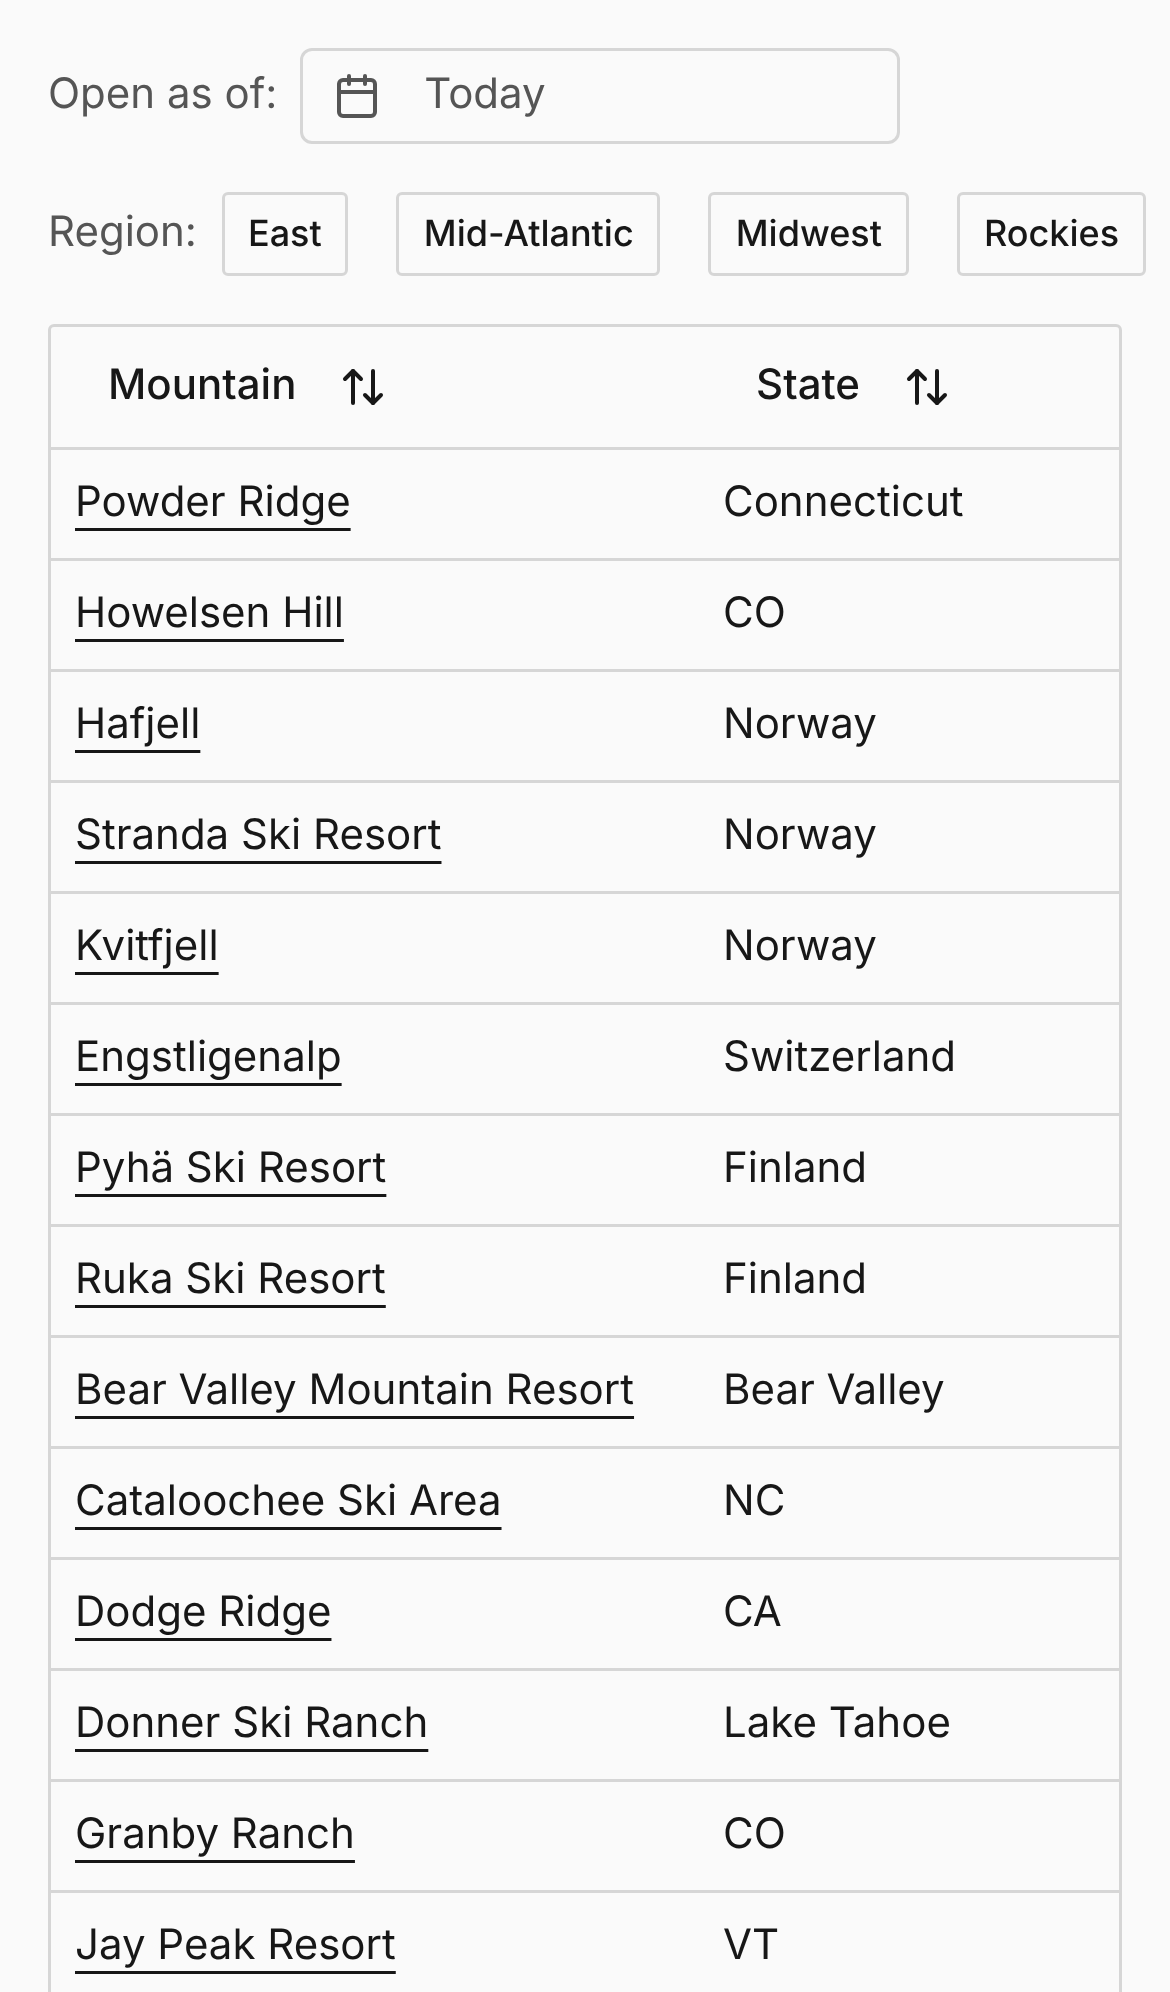 Open as of: Today
Region: East Mid-Atlantic Midwest Rockies
Mountain State
Powder Ridge Connecticut
Howelsen Hill CO
Hafjell Norway
Stranda Ski Resort Norway
Kvitfjell Norway
Engstligenalp Switzerland
Pyhä Ski Resort Finland
Ruka Ski Resort Finland
Bear Valley Mountain Resort Bear Valley
Cataloochee Ski Area NC
Dodge Ridge CA
Donner Ski Ranch Lake Tahoe
Granby Ranch CO
Jay Peak Resort VT